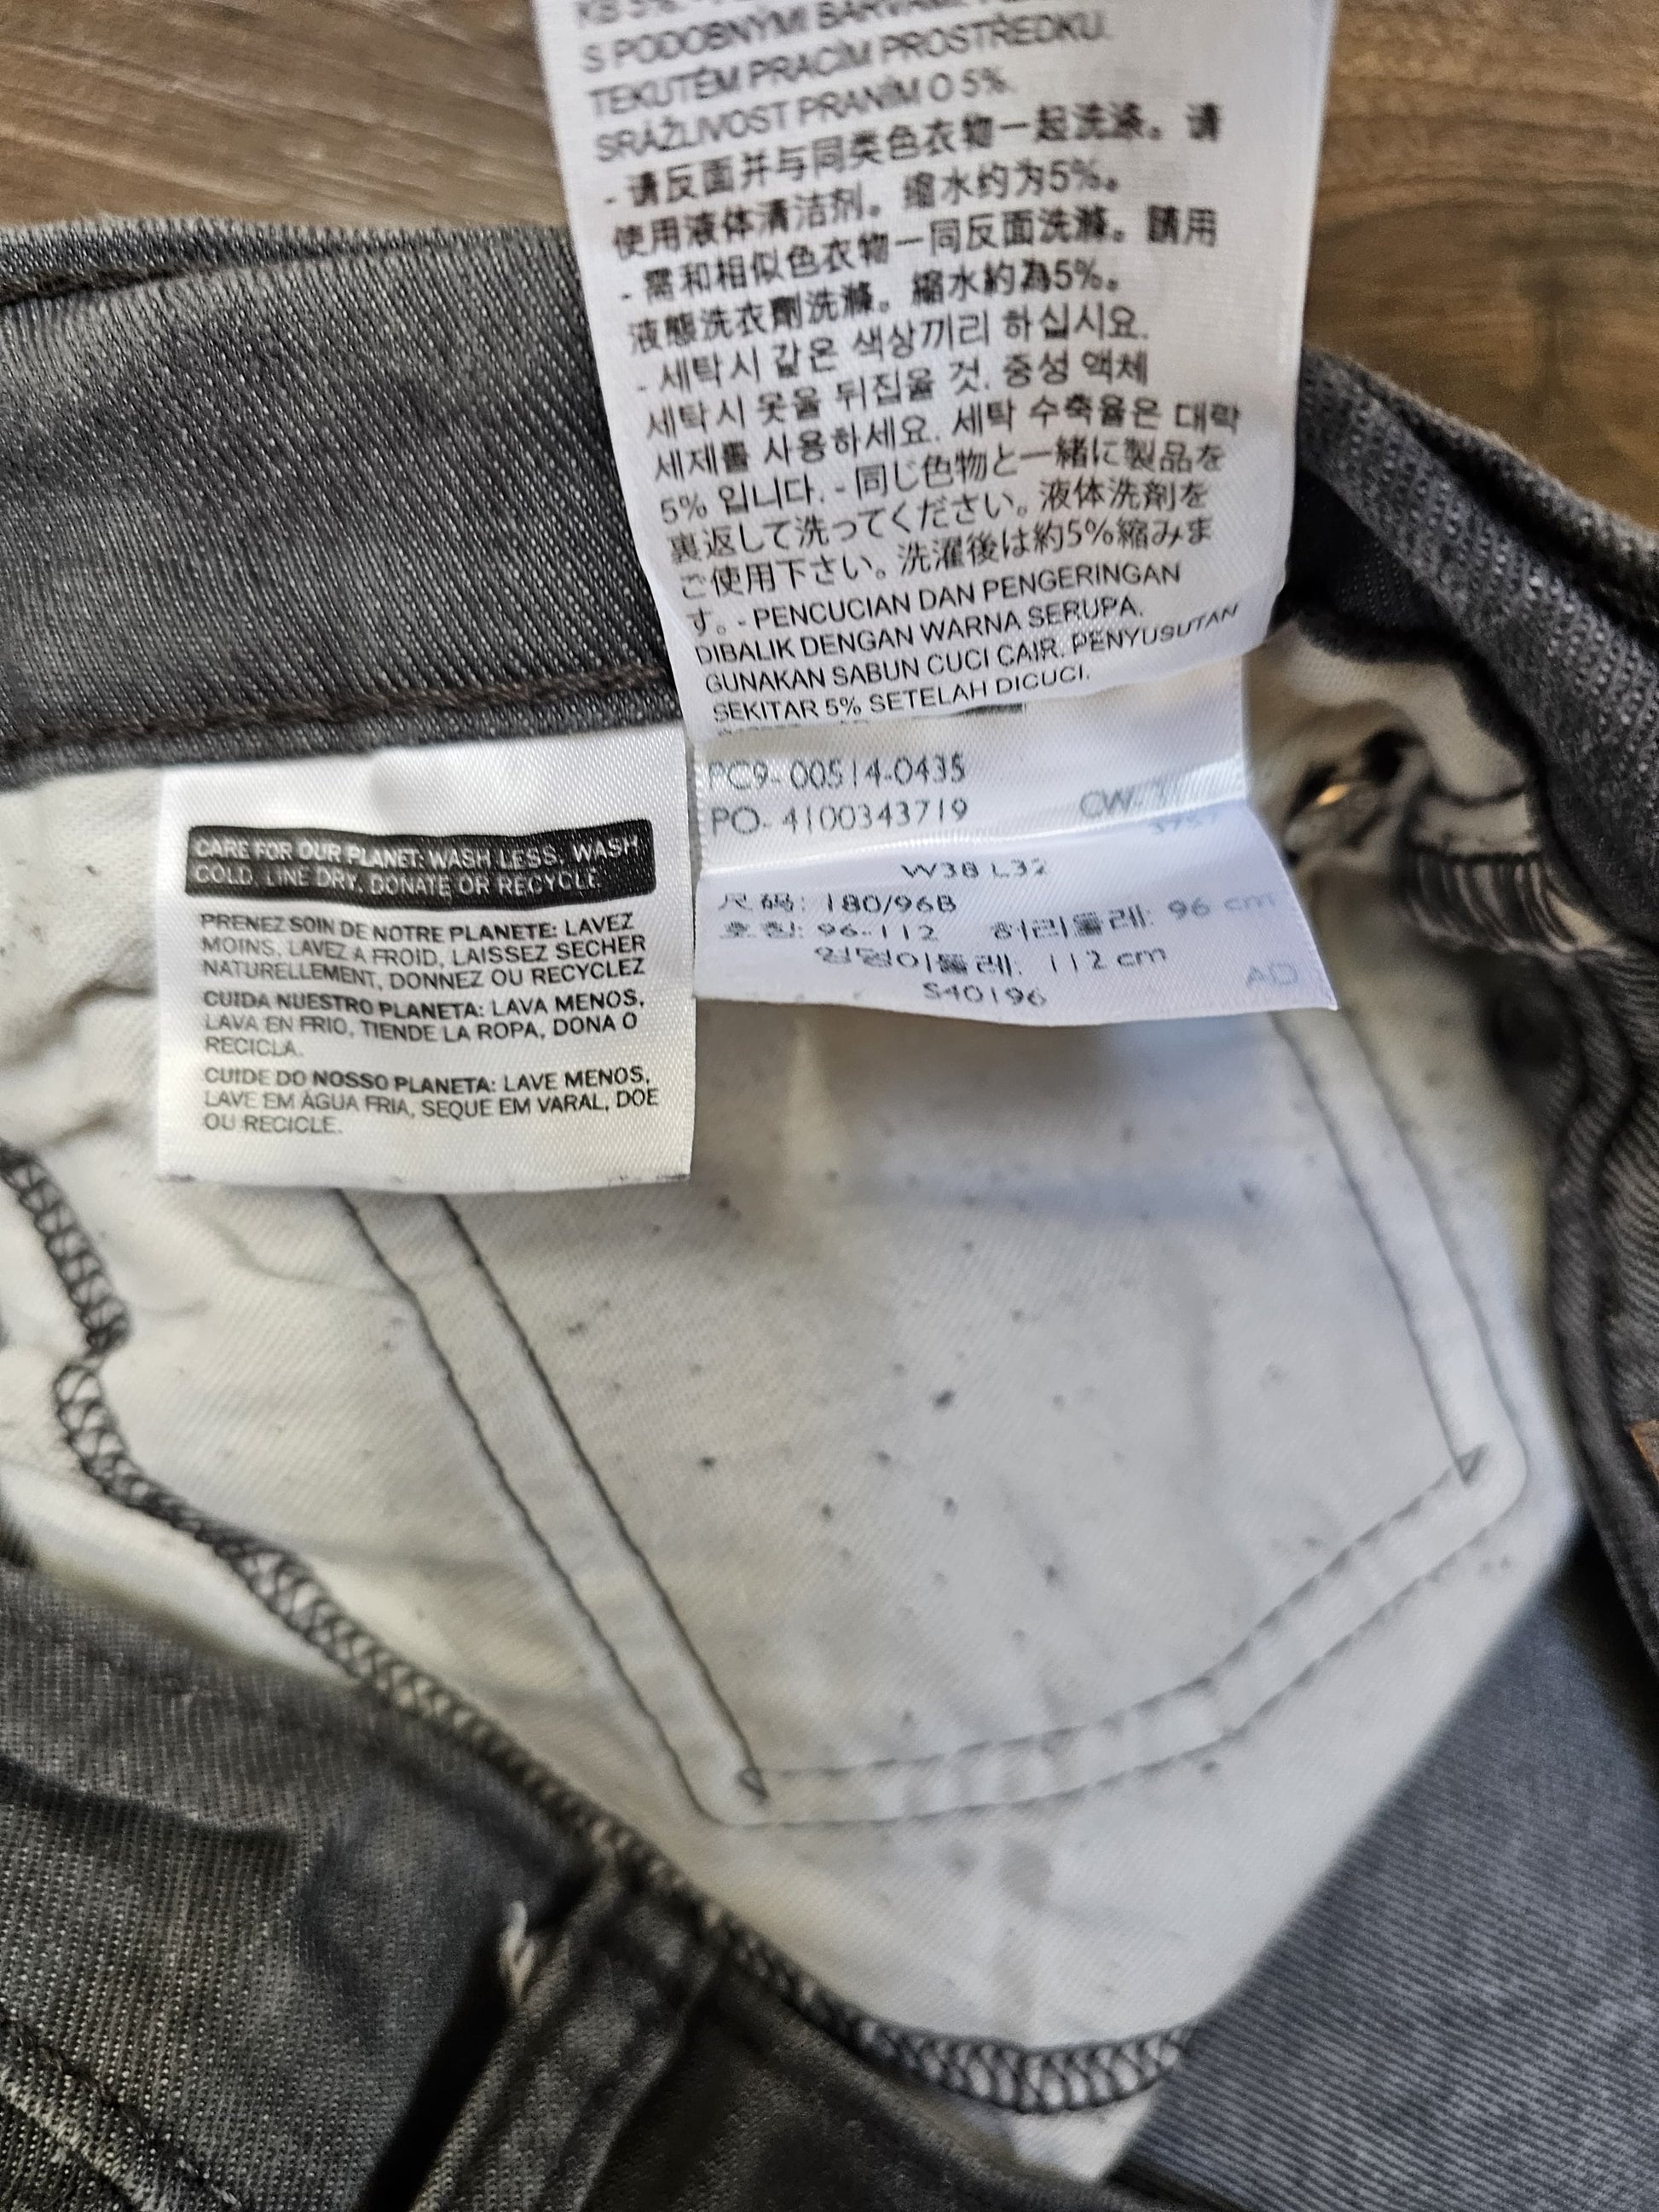 S PODOBNÝMI BARVAMI
TEKUTÉM PRACÍM PROSTŘEDKU.
SRÁŽLIVOST PRANÍM O 5%.
- 请反面并与同类色衣物一起洗涤。请
使用液体清洁剂。缩水约为5%。
- 需和相似色衣物一同反面洗滌。請用
液態洗衣劑洗滌。縮水約為5%。
- 세탁시 같은 색상끼리 하십시요.
세탁시 옷을 뒤집을 것. 중성 액체
세제를 사용하세요. 세탁 수축율은 대략
5% 입니다. - 同じ色物と一緒に製品を
裏返して洗ってください。液体洗剤を
ご使用下さい。洗濯後は約5%縮みま
す。- PENCUCIAN DAN PENGERINGAN
DIBALIK DENGAN WARNA SERUPA.
GUNAKAN SABUN CUCI CAIR. PENYUSUTAN
SEKITAR 5% SETELAH DICUCI.
PC9- 00514-0435
PO- 4100343719 CW-
W38 L32
尺码: 180/96B
호칭: 96-112 허리둘레: 96 cm
엉덩이둘레: 112 cm
S40196 AD
CARE FOR OUR PLANET: WASH LESS, WASH
COLD, LINE DRY, DONATE OR RECYCLE
PRENEZ SOIN DE NOTRE PLANETE: LAVEZ
MOINS, LAVEZ A FROID, LAISSEZ SECHER
NATURELLEMENT, DONNEZ OU RECYCLEZ
CUIDA NUESTRO PLANETA: LAVA MENOS,
LAVA EN FRIO, TIENDE LA ROPA, DONA O
RECICLA.
CUIDE DO NOSSO PLANETA: LAVE MENOS,
LAVE EM ÁGUA FRIA, SEQUE EM VARAL, DOE
OU RECICLE.